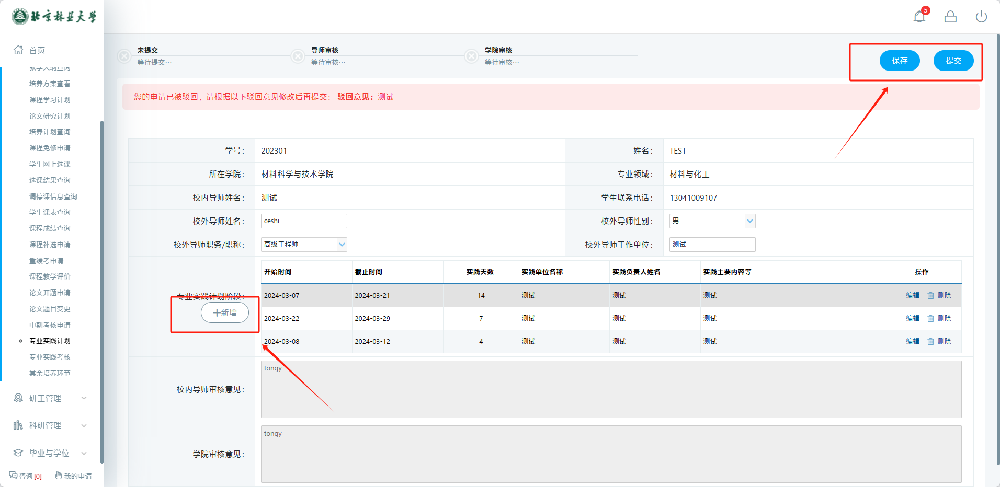 北京林业大学
-
5
首页
教学大纲查询
培养方案查看
课程学习计划
论文研究计划
培养计划查询
课程免修申请
学生网上选课
选课结果查询
调停课信息查询
学生课表查询
课程成绩查询
课程补选申请
重缓考申请
课程教学评价
论文开题申请
论文题目变更
中期考核申请
专业实践计划
专业实践考核
其余培养环节
研工管理
科研管理
毕业与学位
咨询 [0] 我的申请
未提交 导师审核 学院审核
等待提交… 等待审核… 等待审核…
保存 提交
您的申请已被驳回，请根据以下驳回意见修改后再提交： 驳回意见：测试
学号： 202301 姓名： TEST
所在学院： 材料科学与技术学院 专业领域： 材料与化工
校内导师姓名： 测试 学生联系电话： 13041009107
校外导师姓名： ceshi 校外导师性别： 男
校外导师职务/职称： 高级工程师 校外导师工作单位： 测试
专业实践计划阶段：
新增
开始时间 截止时间 实践天数 实践单位名称 实践负责人姓名 实践主要内容等 操作
2024-03-07 2024-03-21 14 测试 测试 测试 编辑 删除
2024-03-22 2024-03-29 7 测试 测试 测试 编辑 删除
2024-03-08 2024-03-12 4 测试 测试 测试 编辑 删除
校内导师审核意见： tongy
学院审核意见： tongy